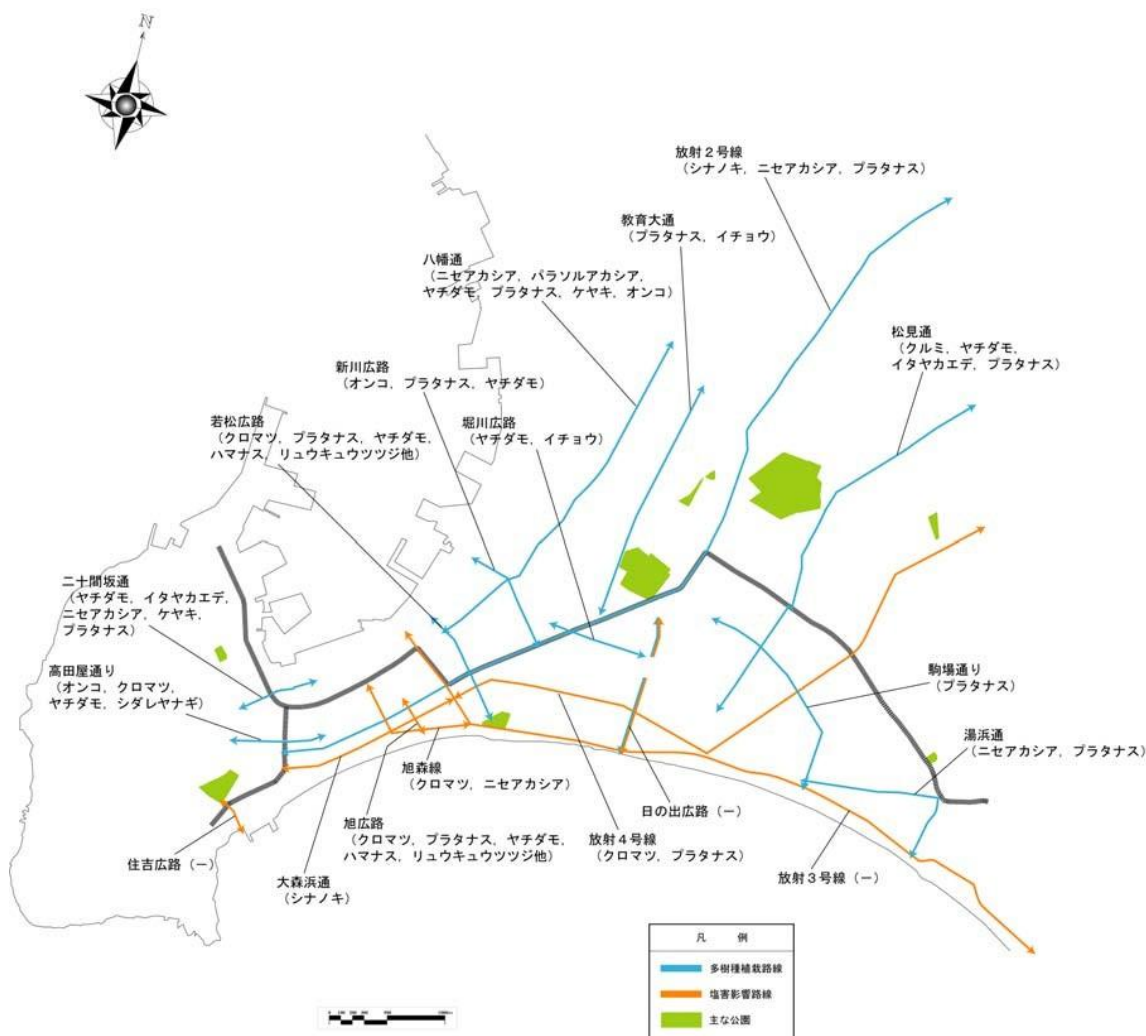 N
放射２号線
（シナノキ，ニセアカシア，プラタナス）
教育大通
（プラタナス，イチョウ）
八幡通
（ニセアカシア，パラソルアカシア，
ヤチダモ，プラタナス，ケヤキ，オンコ）
松見通
（クルミ，ヤチダモ，
イタヤカエデ，プラタナス）
新川広路
（オンコ，プラタナス，ヤチダモ）
若松広路
（クロマツ，プラタナス，ヤチダモ，
ハマナス，リュウキュウツツジ他）
堀川広路
（ヤチダモ，イチョウ）
二十間坂通
（ヤチダモ，イタヤカエデ，
ニセアカシア，ケヤキ，
プラタナス）
高田屋通り
（オンコ，クロマツ，
ヤチダモ，シダレヤナギ）
駒場通り
（プラタナス）
湯浜通
（ニセアカシア，プラタナス）
旭森線
（クロマツ，ニセアカシア）
日の出広路（ー）
旭広路
（クロマツ，プラタナス，ヤチダモ，
ハマナス，リュウキュウツツジ他）
放射４号線
（クロマツ，プラタナス）
住吉広路（ー）
大森浜通
（シナノキ）
放射３号線（ー）
凡　例
多樹種植栽路線
塩害影響路線
主な公園